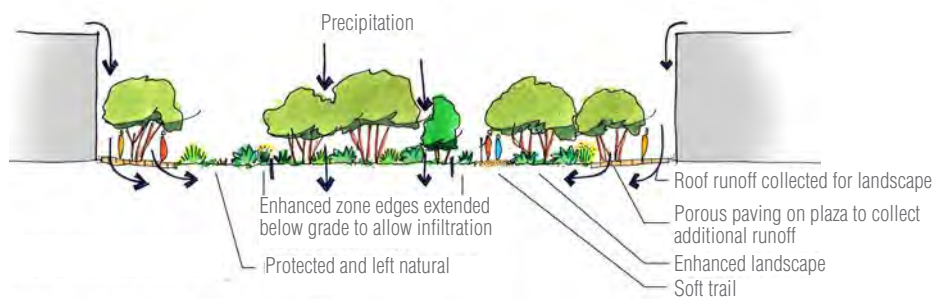 Precipitation
Roof runoff collected for landscape
Enhanced zone edges extended
below grade to allow infiltration
Porous paving on plaza to collect
additional runoff
Protected and left natural
Enhanced landscape
Soft trail